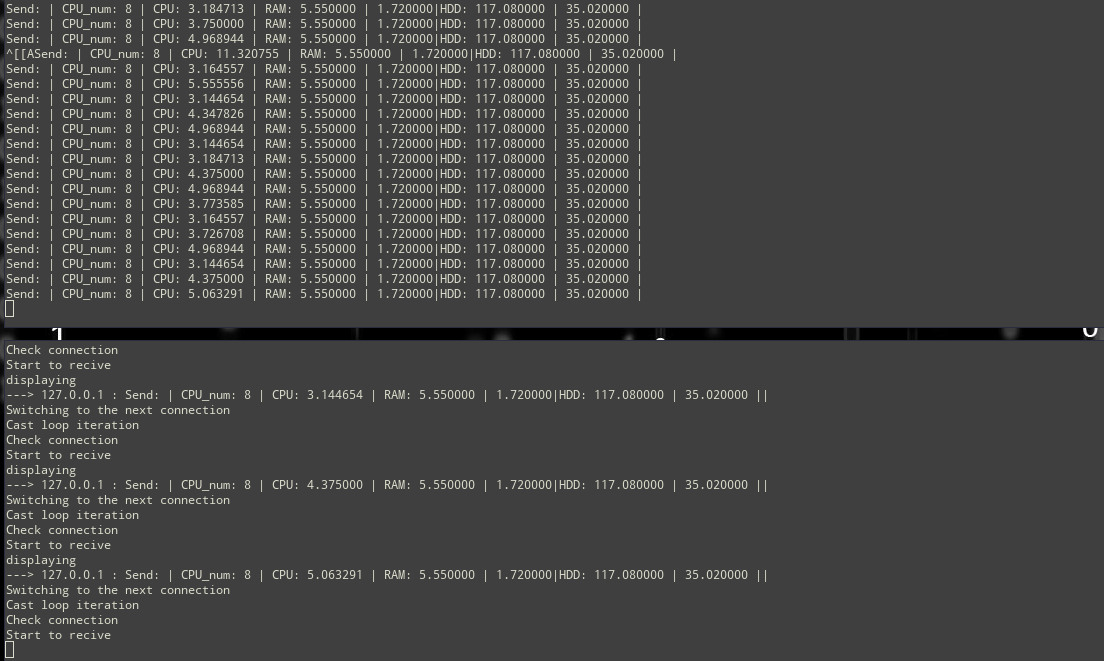 Send: | CPU_num: 8 | CPU: 3.184713 | RAM: 5.550000 | 1.720000|HDD: 117.080000 | 35.020000 |
Send: | CPU_num: 8 | CPU: 3.750000 | RAM: 5.550000 | 1.720000|HDD: 117.080000 | 35.020000 |
Send: | CPU_num: 8 | CPU: 4.968944 | RAM: 5.550000 | 1.720000|HDD: 117.080000 | 35.020000 |
^[[ASend: | CPU_num: 8 | CPU: 11.320755 | RAM: 5.550000 | 1.720000|HDD: 117.080000 | 35.020000 |
Send: | CPU_num: 8 | CPU: 3.164557 | RAM: 5.550000 | 1.720000|HDD: 117.080000 | 35.020000 |
Send: | CPU_num: 8 | CPU: 5.555556 | RAM: 5.550000 | 1.720000|HDD: 117.080000 | 35.020000 |
Send: | CPU_num: 8 | CPU: 3.144654 | RAM: 5.550000 | 1.720000|HDD: 117.080000 | 35.020000 |
Send: | CPU_num: 8 | CPU: 4.347826 | RAM: 5.550000 | 1.720000|HDD: 117.080000 | 35.020000 |
Send: | CPU_num: 8 | CPU: 4.968944 | RAM: 5.550000 | 1.720000|HDD: 117.080000 | 35.020000 |
Send: | CPU_num: 8 | CPU: 3.144654 | RAM: 5.550000 | 1.720000|HDD: 117.080000 | 35.020000 |
Send: | CPU_num: 8 | CPU: 3.184713 | RAM: 5.550000 | 1.720000|HDD: 117.080000 | 35.020000 |
Send: | CPU_num: 8 | CPU: 4.375000 | RAM: 5.550000 | 1.720000|HDD: 117.080000 | 35.020000 |
Send: | CPU_num: 8 | CPU: 4.968944 | RAM: 5.550000 | 1.720000|HDD: 117.080000 | 35.020000 |
Send: | CPU_num: 8 | CPU: 3.773585 | RAM: 5.550000 | 1.720000|HDD: 117.080000 | 35.020000 |
Send: | CPU_num: 8 | CPU: 3.164557 | RAM: 5.550000 | 1.720000|HDD: 117.080000 | 35.020000 |
Send: | CPU_num: 8 | CPU: 3.726708 | RAM: 5.550000 | 1.720000|HDD: 117.080000 | 35.020000 |
Send: | CPU_num: 8 | CPU: 4.968944 | RAM: 5.550000 | 1.720000|HDD: 117.080000 | 35.020000 |
Send: | CPU_num: 8 | CPU: 3.144654 | RAM: 5.550000 | 1.720000|HDD: 117.080000 | 35.020000 |
Send: | CPU_num: 8 | CPU: 4.375000 | RAM: 5.550000 | 1.720000|HDD: 117.080000 | 35.020000 |
Send: | CPU_num: 8 | CPU: 5.063291 | RAM: 5.550000 | 1.720000|HDD: 117.080000 | 35.020000 |
Check connection
Start to recive
displaying
---> 127.0.0.1 : Send: | CPU_num: 8 | CPU: 3.144654 | RAM: 5.550000 | 1.720000|HDD: 117.080000 | 35.020000 ||
Switching to the next connection
Cast loop iteration
Check connection
Start to recive
displaying
---> 127.0.0.1 : Send: | CPU_num: 8 | CPU: 4.375000 | RAM: 5.550000 | 1.720000|HDD: 117.080000 | 35.020000 ||
Switching to the next connection
Cast loop iteration
Check connection
Start to recive
displaying
---> 127.0.0.1 : Send: | CPU_num: 8 | CPU: 5.063291 | RAM: 5.550000 | 1.720000|HDD: 117.080000 | 35.020000 ||
Switching to the next connection
Cast loop iteration
Check connection
Start to recive